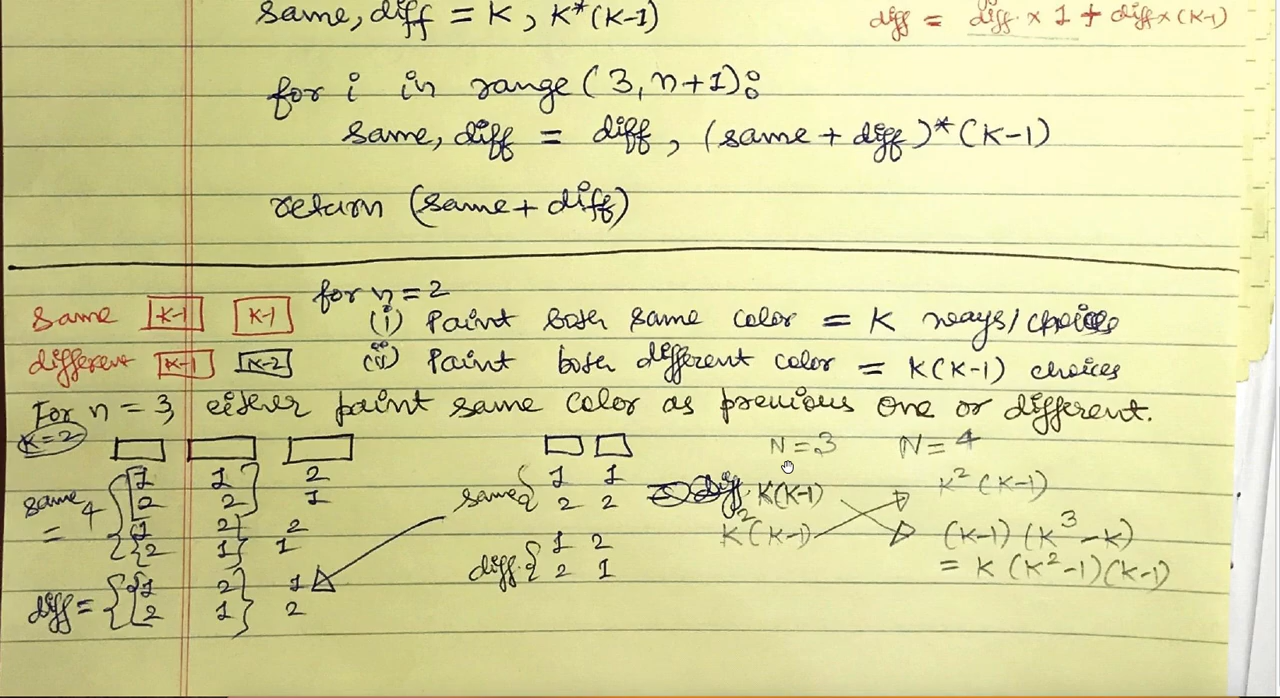 same, diff = K, K*(K-1)
diff = diff x 1 + diff x (K-1)
for i in range(3, n+1):
same, diff = diff, (same + diff)*(K-1)
return (same + diff)
for n = 2
same K-1 K-1 (i) Paint both same color = K ways/choice
different K-1 K-2 (ii) Paint both different color = K(K-1) choices
For n = 3, either paint same color as previous one or different.
K=2 N=3 N=4
1 1 2 same 1 1 K(K-1) K²(K-1)
same 2 2 1 2 2
= 4 1 2 2 K²(K-1) (K-1)(K³-K)
2 1 1 diff 1 2 = K(K²-1)(K-1)
2 1
diff = 1 2 1
2 1 2